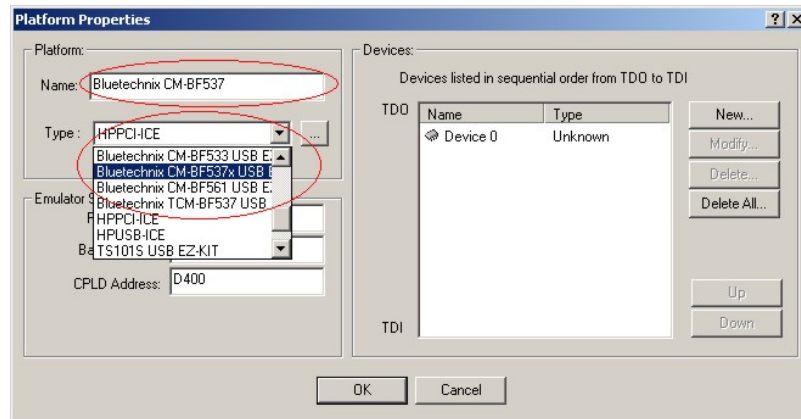 Platform Properties
Platform:
Name: Bluetechnix CM-BF537
Type : HPPCI-ICE ...
Bluetechnix CM-BF533 USB EZ
Bluetechnix CM-BF537x USB E
Bluetechnix CM-BF561 USB E
Bluetechnix TCM-BF537 USB
HPPCI-ICE
HPUSB-ICE
TS101S USB EZ-KIT
Emulator S
Ba
CPLD Address: D400
Devices:
Devices listed in sequential order from TDO to TDI
TDO
Name Type
Device 0 Unknown
TDI
New...
Modify...
Delete...
Delete All...
Up
Down
OK Cancel